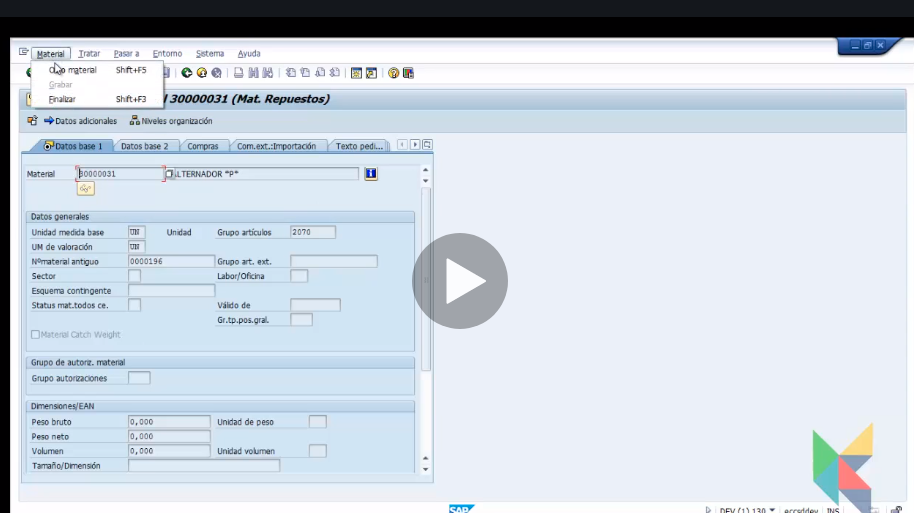 Material Tratar Pasar a Entorno Sistema Ayuda
material Shift+F5
Grabar
Finalizar Shift+F3
30000031 (Mat. Repuestos)
Datos adicionales Niveles organización
Datos base 1 Datos base 2 Compras Com.ext.:Importación Texto pedi...
Material 30000031 ALTERNADOR "P"
Datos generales
Unidad medida base UN Unidad Grupo artículos 2070
UM de valoración UN
Nºmaterial antiguo 0000196 Grupo art. ext.
Sector Labor/Oficina
Esquema contingente
Status mat.todos ce. Válido de
Gr.tp.pos.gral.
Material Catch Weight
Grupo de autoriz. material
Grupo autorizaciones
Dimensiones/EAN
Peso bruto 0,000 Unidad de peso
Peso neto 0,000
Volumen 0,000 Unidad volumen
Tamaño/Dimensión
SAP DEV (1) 130 eccsddev INS